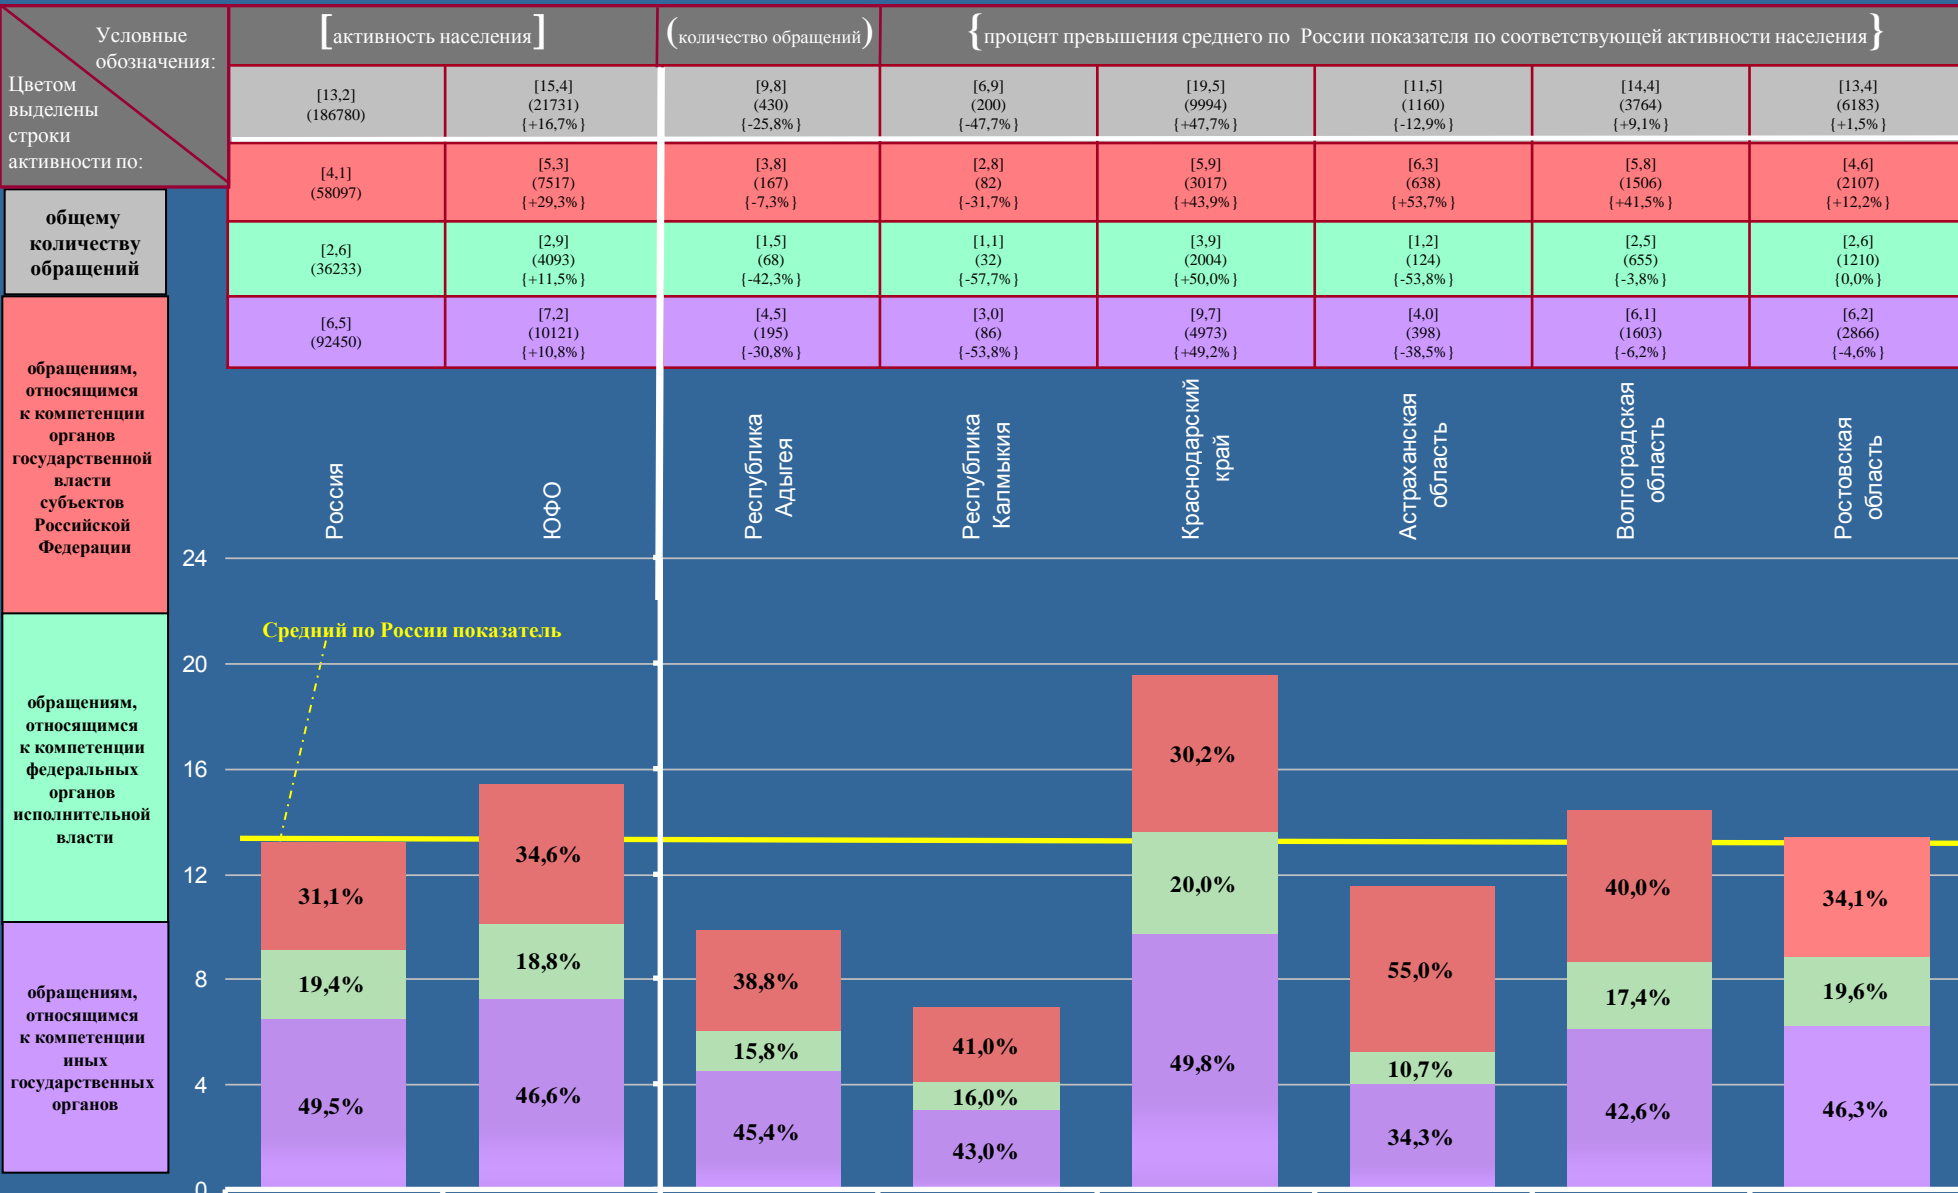 Условные
обозначения:
Цветом
выделены
строки
активности по:
[активность населения]
(количество обращений)
{процент превышения среднего по России показателя по соответствующей активности населения}
[13,2]
(186780)
[15,4]
(21731)
{+16,7%}
[9,8]
(430)
{-25,8%}
[6,9]
(200)
{-47,7%}
[19,5]
(9994)
{+47,7%}
[11,5]
(1160)
{-12,9%}
[14,4]
(3764)
{+9,1%}
[13,4]
(6183)
{+1,5%}
[4,1]
(58097)
[5,3]
(7517)
{+29,3%}
[3,8]
(167)
{-7,3%}
[2,8]
(82)
{-31,7%}
[5,9]
(3017)
{+43,9%}
[6,3]
(638)
{+53,7%}
[5,8]
(1506)
{+41,5%}
[4,6]
(2107)
{+12,2%}
[2,6]
(36233)
[2,9]
(4093)
{+11,5%}
[1,5]
(68)
{-42,3%}
[1,1]
(32)
{-57,7%}
[3,9]
(2004)
{+50,0%}
[1,2]
(124)
{-53,8%}
[2,5]
(655)
{-3,8%}
[2,6]
(1210)
{0,0%}
[6,5]
(92450)
[7,2]
(10121)
{+10,8%}
[4,5]
(195)
{-30,8%}
[3,0]
(86)
{-53,8%}
[9,7]
(4973)
{+49,2%}
[4,0]
(398)
{-38,5%}
[6,1]
(1603)
{-6,2%}
[6,2]
(2866)
{-4,6%}
общему
количеству
обращений
обращениям,
относящимся
к компетенции
органов
государственной
власти
субъектов
Российской
Федерации
обращениям,
относящимся
к компетенции
федеральных
органов
исполнительной
власти
обращениям,
относящимся
к компетенции
иных
государственных
органов
Россия
ЮФО
Республика
Адыгея
Республика
Калмыкия
Краснодарский
край
Астраханская
область
Волгоградская
область
Ростовская
область
24
20
16
12
8
4
0
Средний по России показатель
31,1%
19,4%
49,5%
34,6%
18,8%
46,6%
38,8%
15,8%
45,4%
41,0%
16,0%
43,0%
30,2%
20,0%
49,8%
55,0%
10,7%
34,3%
40,0%
17,4%
42,6%
34,1%
19,6%
46,3%